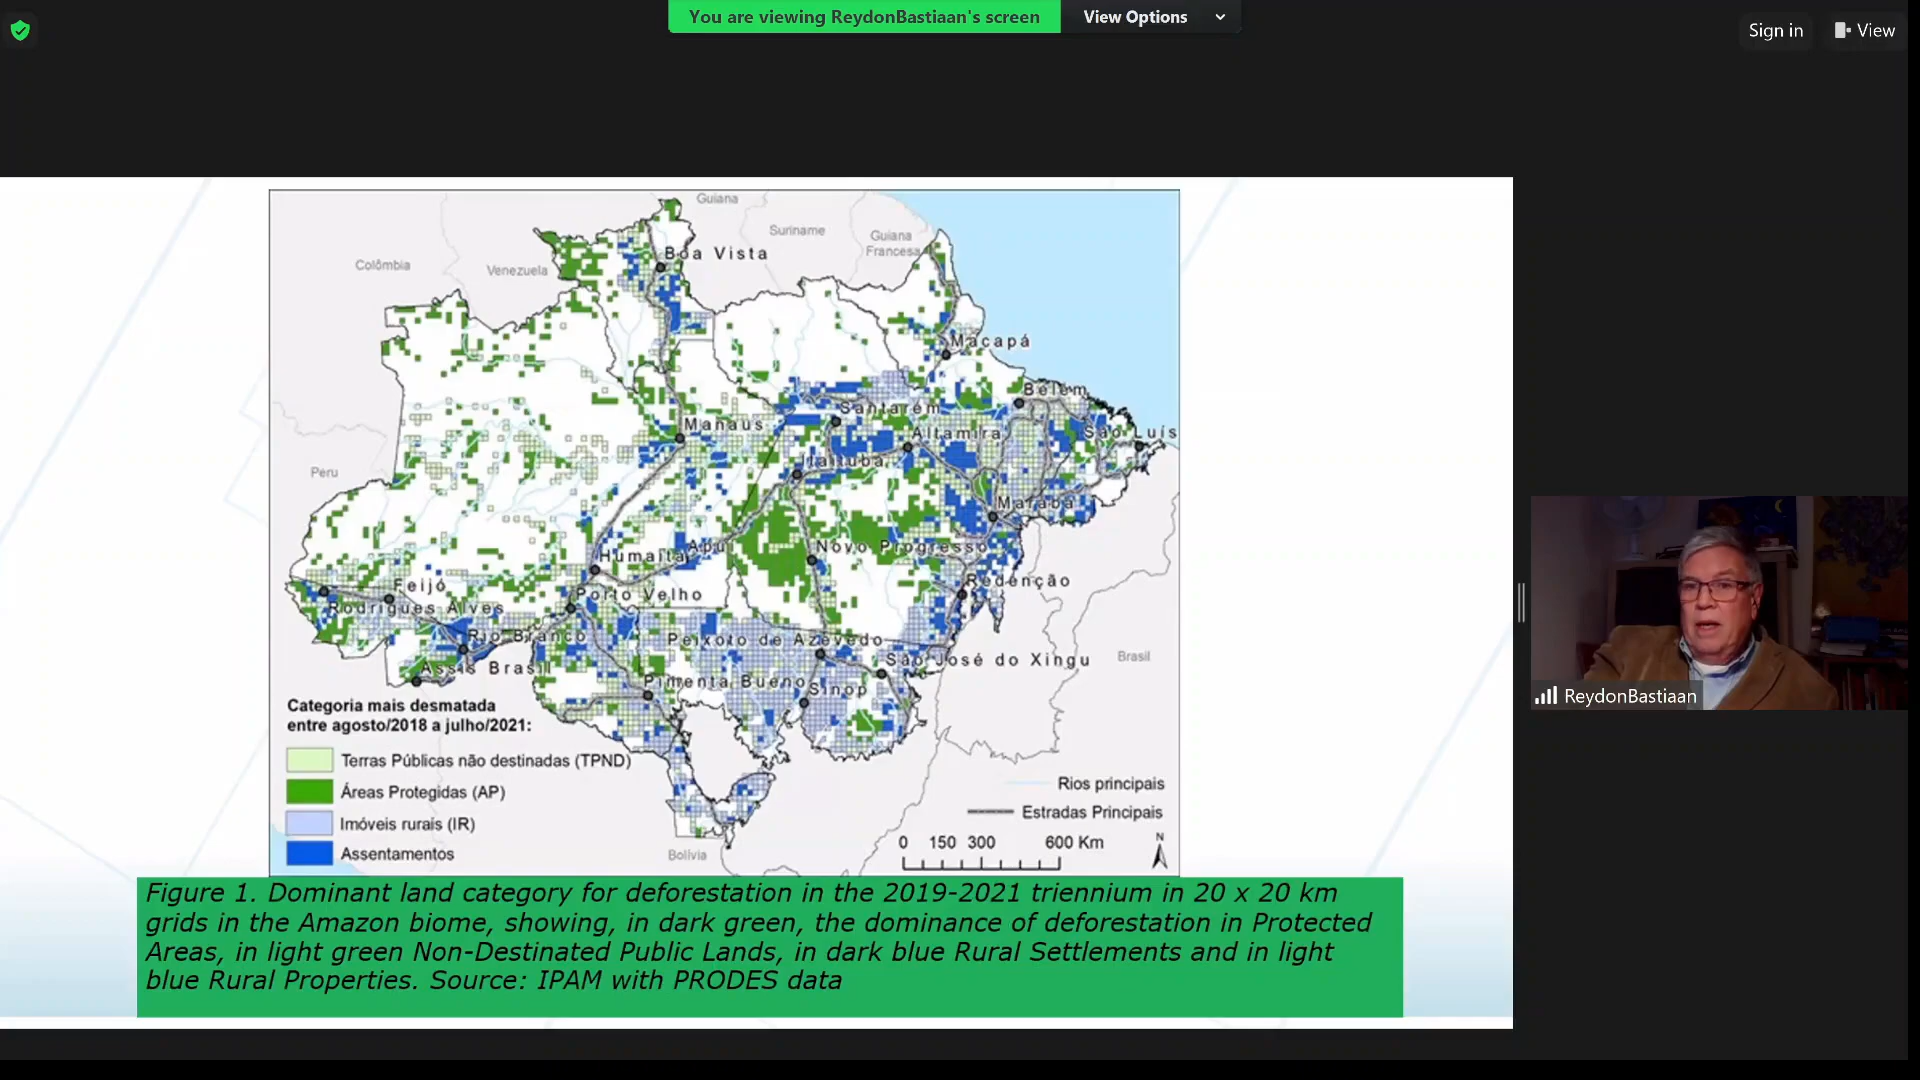 You are viewing ReydonBastiaan's screen
View Options
Sign in
View
Guiana
Suriname
Guiana
Francesa
Colômbia
Venezuela
Boa Vista
Macapá
Belém
Santarém
Manaus
Altamira
São Luís
Itaituba
Peru
Marabá
Humaitá
Apuí
Novo Progresso
Feijó
Redenção
Porto Velho
Rodrigues Alves
Rio Branco
Peixoto de Azevedo
São José do Xingu
Brasil
Assis Brasil
Pimenta Bueno
Sinop
Categoria mais desmatada
entre agosto/2018 a julho/2021:
Terras Públicas não destinadas (TPND)
Áreas Protegidas (AP)
Imóveis rurais (IR)
Assentamentos
Rios principais
Estradas Principais
0 150 300 600 Km
N
Bolívia
Figure 1. Dominant land category for deforestation in the 2019-2021 triennium in 20 x 20 km
grids in the Amazon biome, showing, in dark green, the dominance of deforestation in Protected
Areas, in light green Non-Destinated Public Lands, in dark blue Rural Settlements and in light
blue Rural Properties. Source: IPAM with PRODES data
ReydonBastiaan